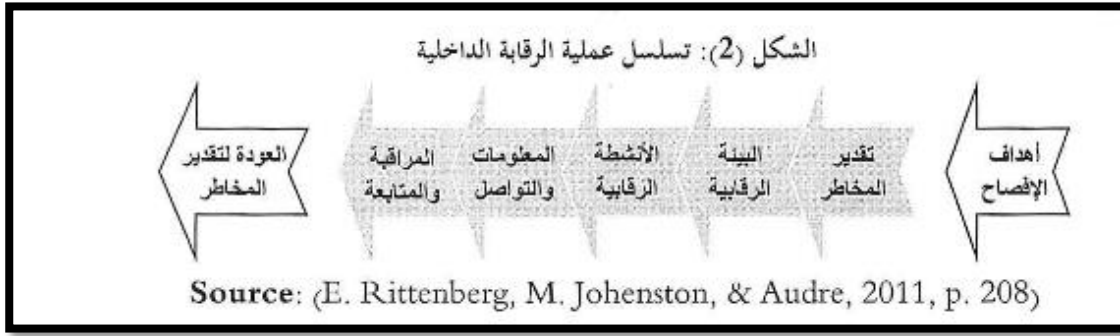 الشكل (2): تسلسل عملية الرقابة الداخلية
أهداف
الإفصاح
تقدير
المخاطر
البيئة
الرقابية
الأنشطة
الرقابية
المعلومات
والتواصل
المراقبة
والمتابعة
العودة لتقدير
المخاطر
Source: (E. Rittenberg, M. Johenston, & Audre, 2011, p. 208)